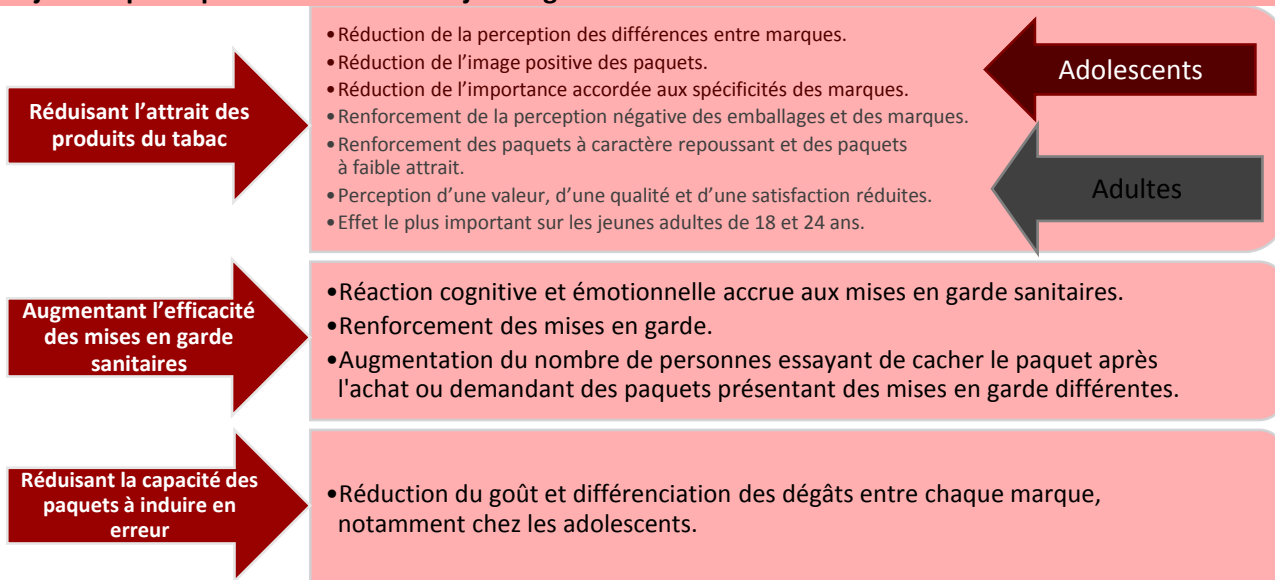 Réduisant l'attrait des
produits du tabac
•Réduction de la perception des différences entre marques.
•Réduction de l'image positive des paquets.
•Réduction de l'importance accordée aux spécificités des marques.
•Renforcement de la perception négative des emballages et des marques.
•Renforcement des paquets à caractère repoussant et des paquets
à faible attrait.
•Perception d'une valeur, d'une qualité et d'une satisfaction réduites.
•Effet le plus important sur les jeunes adultes de 18 et 24 ans.
Adolescents
Adultes
Augmentant l'efficacité
des mises en garde
sanitaires
•Réaction cognitive et émotionnelle accrue aux mises en garde sanitaires.
•Renforcement des mises en garde.
•Augmentation du nombre de personnes essayant de cacher le paquet après
l'achat ou demandant des paquets présentant des mises en garde différentes.
Réduisant la capacité des
paquets à induire en
erreur
•Réduction du goût et différenciation des dégâts entre chaque marque,
notamment chez les adolescents.